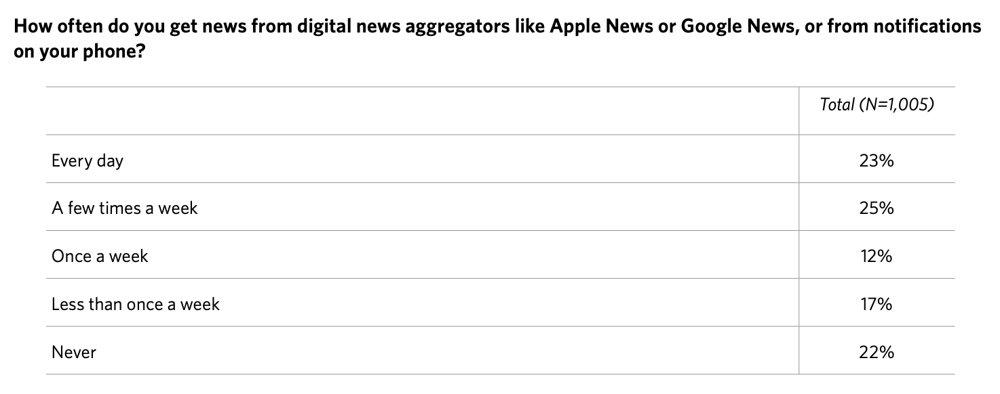 How often do you get news from digital news aggregators like Apple News or Google News, or from notifications
on your phone?
Total (N=1,005)
Every day 23%
A few times a week 25%
Once a week 12%
Less than once a week 17%
Never 22%